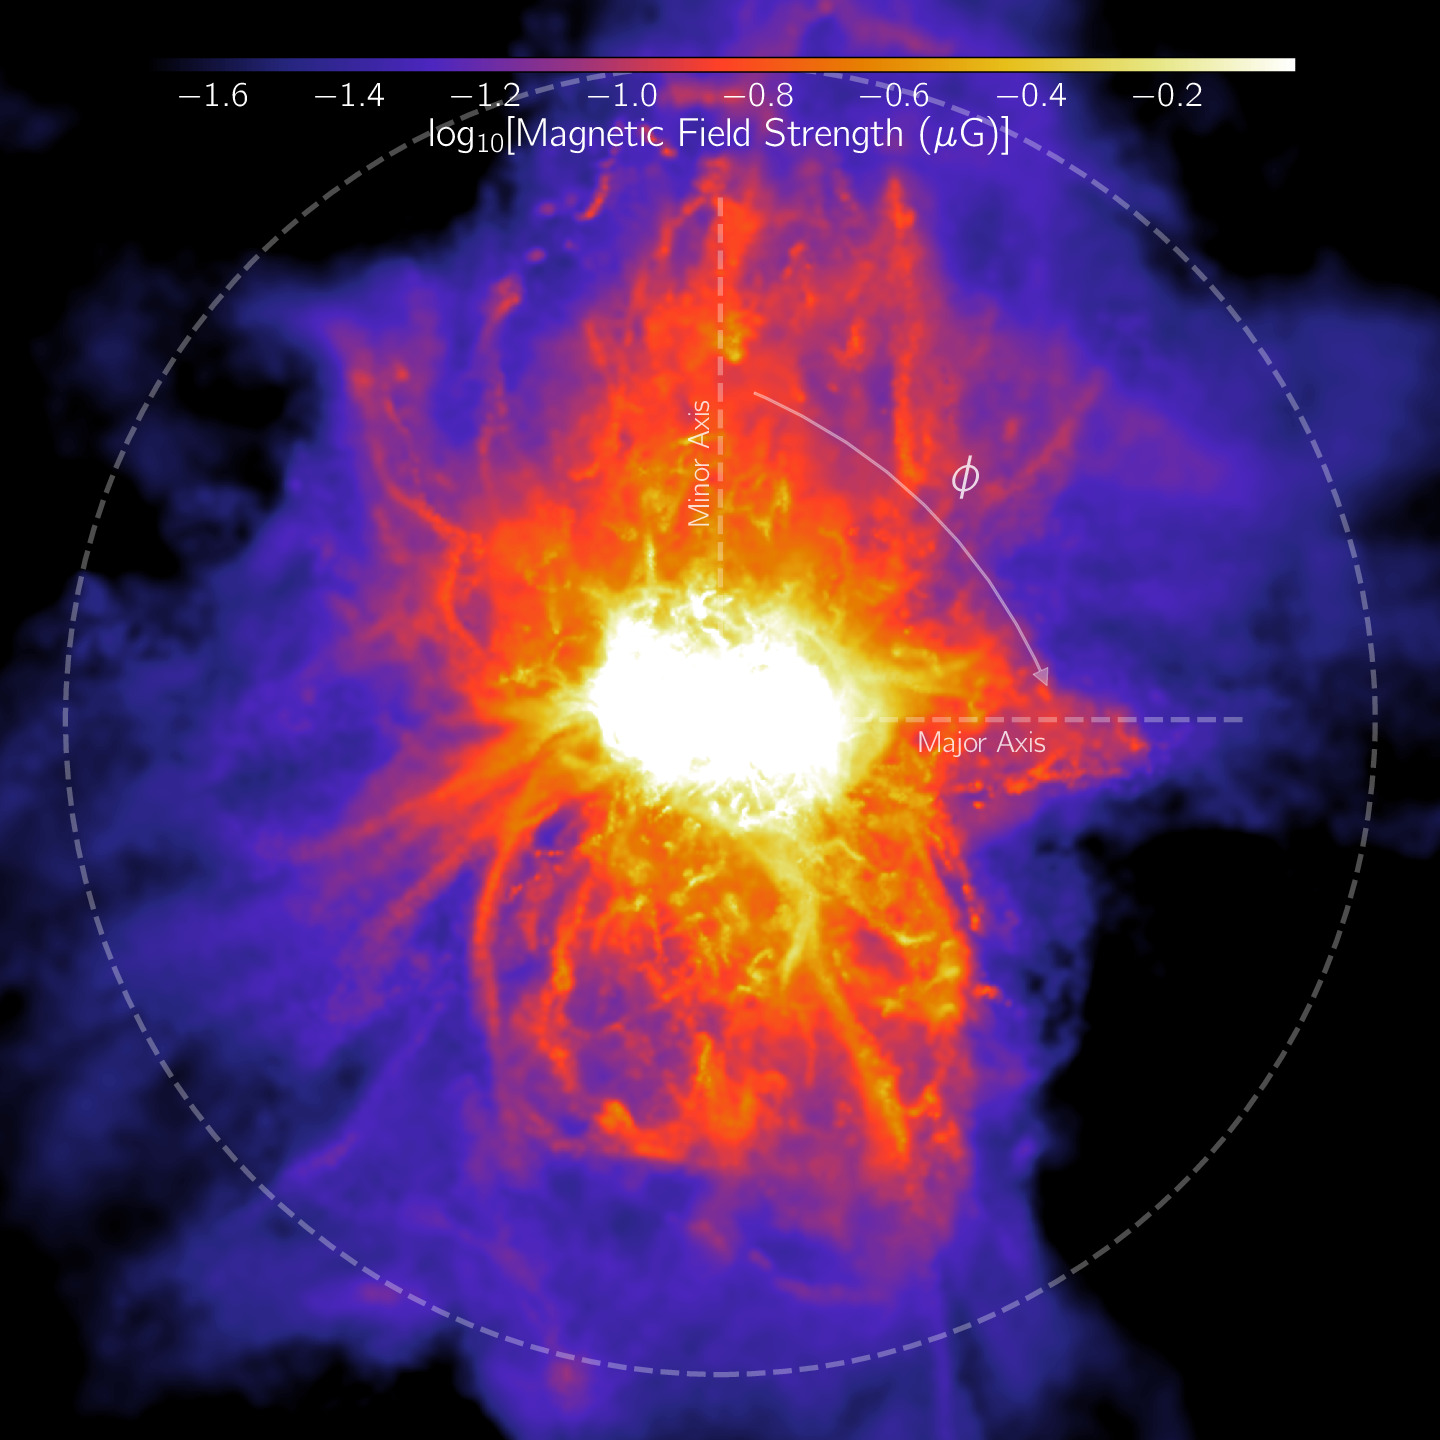 −1.6 −1.4 −1.2 −1.0 −0.8 −0.6 −0.4 −0.2
log₁₀[Magnetic Field Strength (μG)]
Minor Axis
ϕ
Major Axis